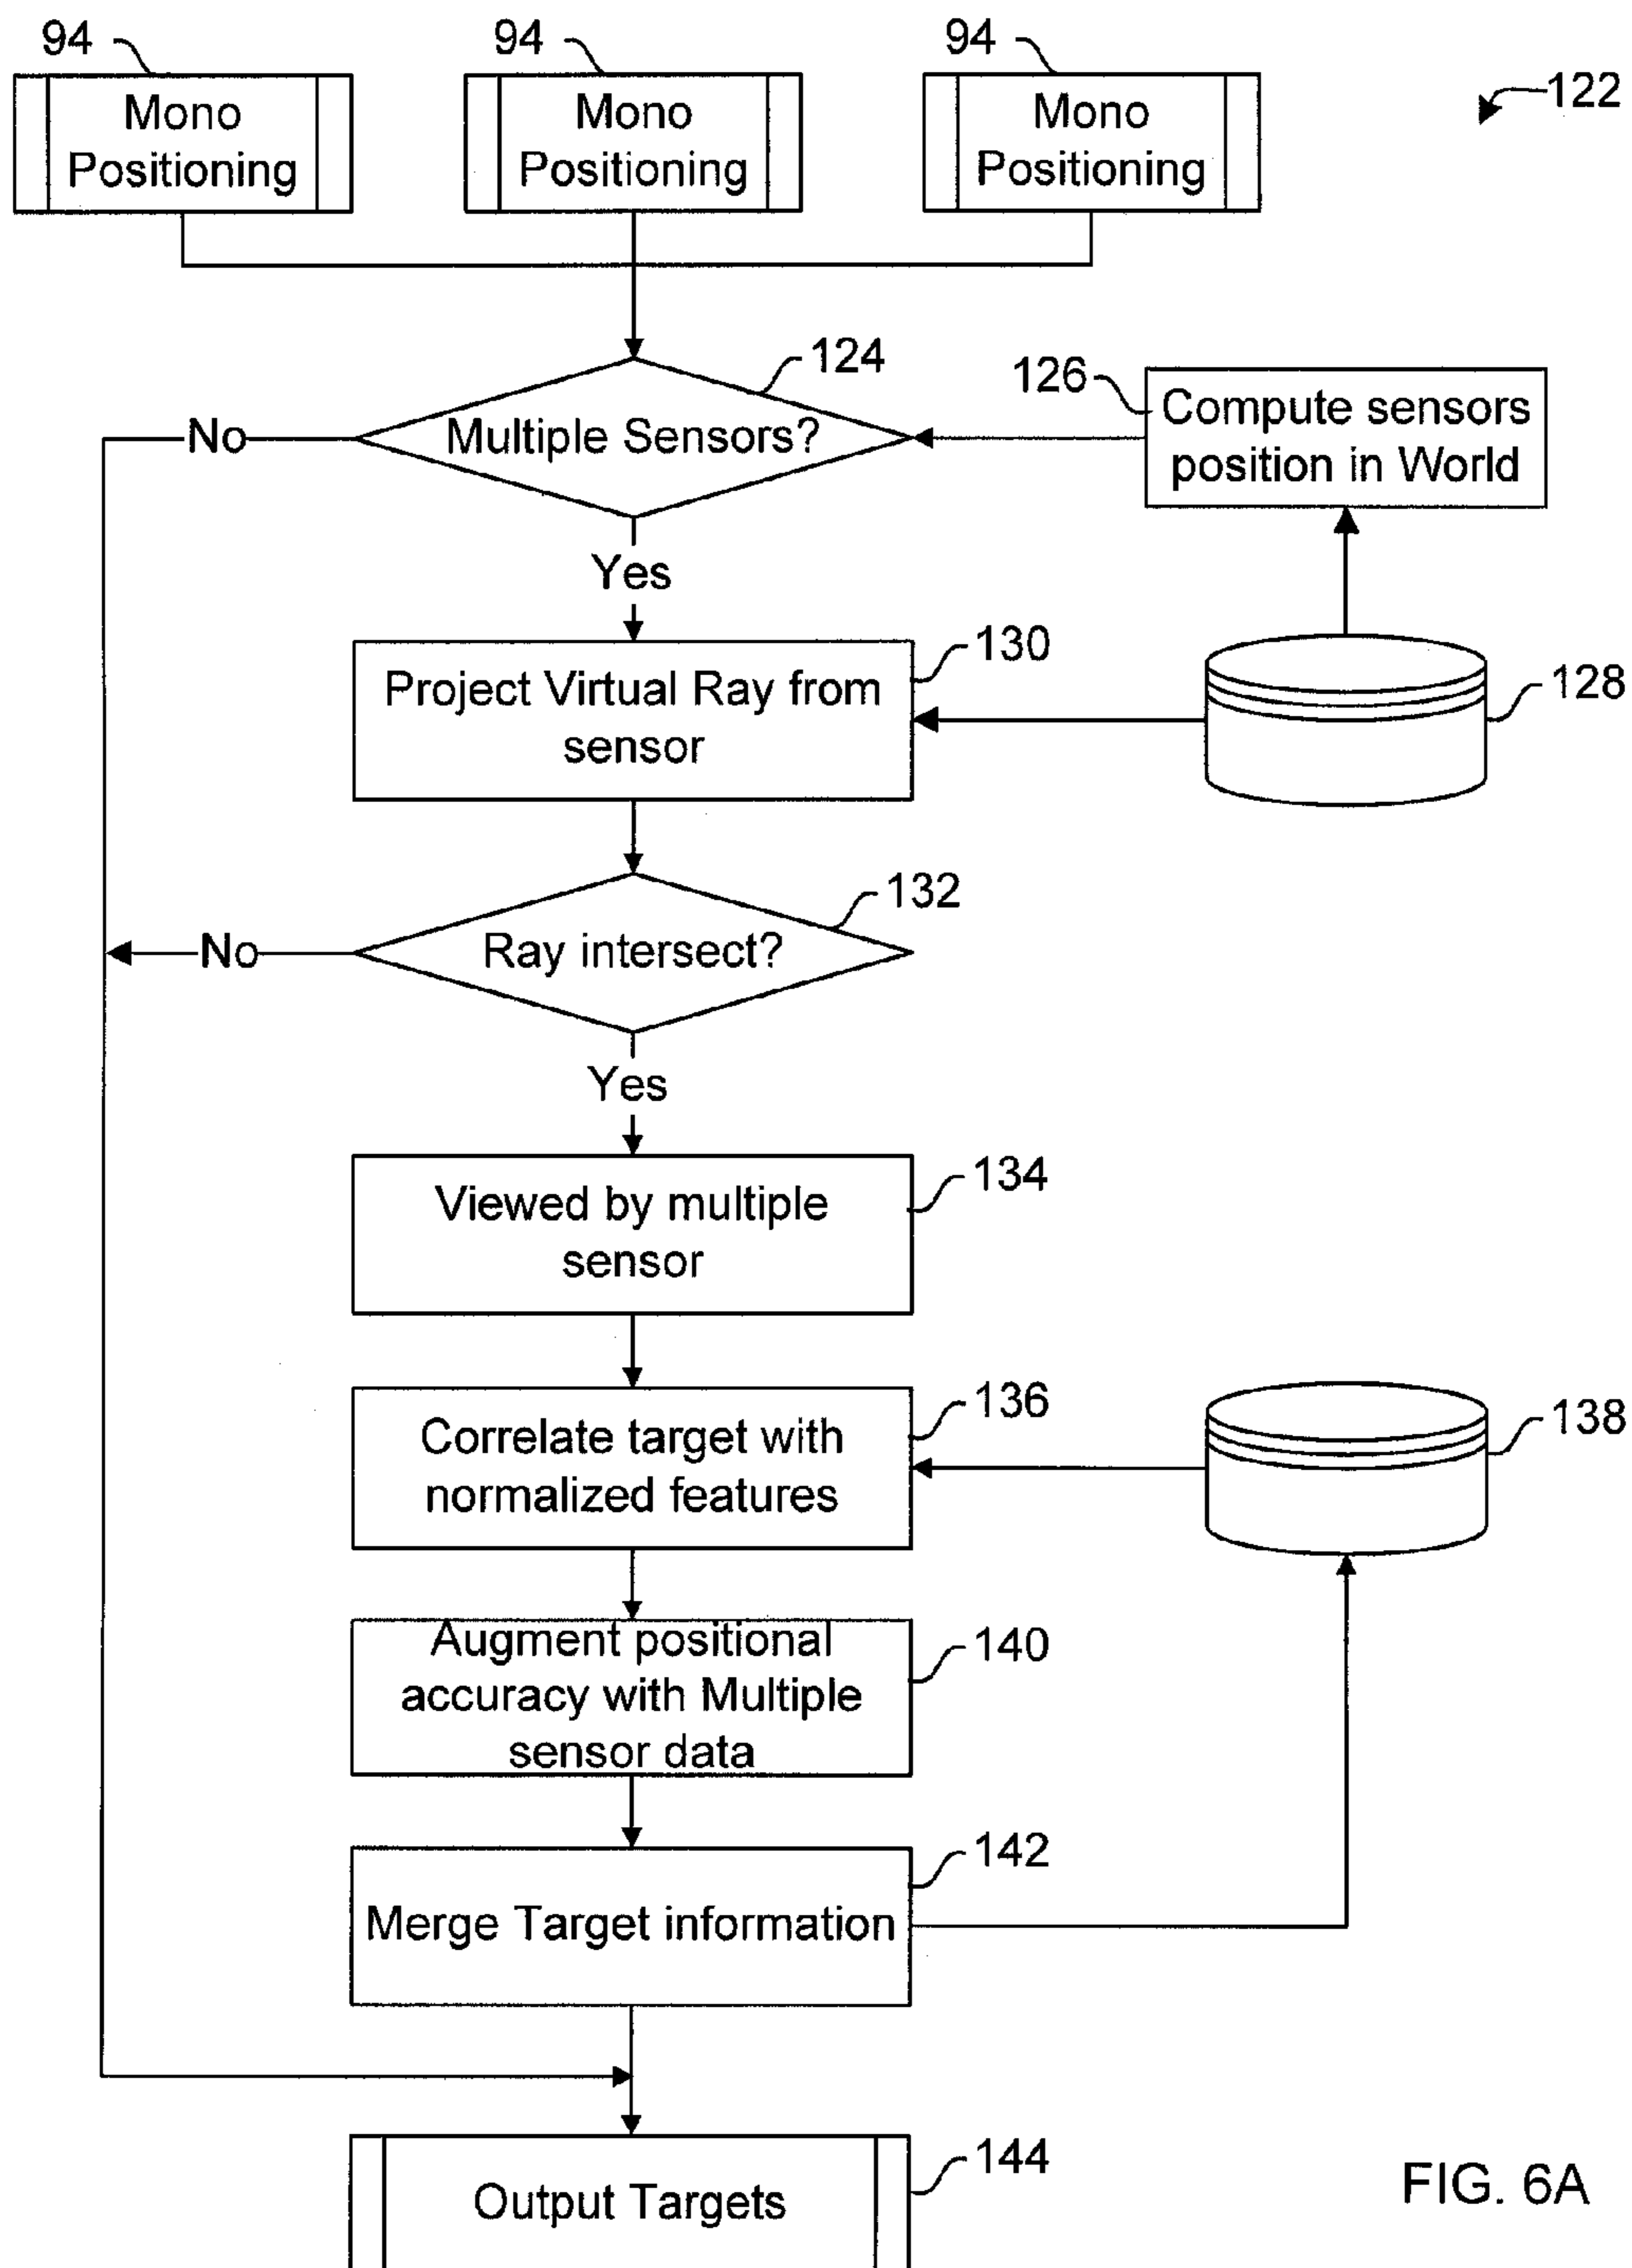 94
94
94
122
Mono
Positioning
Mono
Positioning
Mono
Positioning
124
126
Compute sensors
position in World
No
Multiple Sensors?
Yes
130
Project Virtual Ray from
sensor
128
132
No
Ray intersect?
Yes
134
Viewed by multiple
sensor
136
Correlate target with
normalized features
138
140
Augment positional
accuracy with Multiple
sensor data
142
Merge Target information
144
Output Targets
FIG. 6A